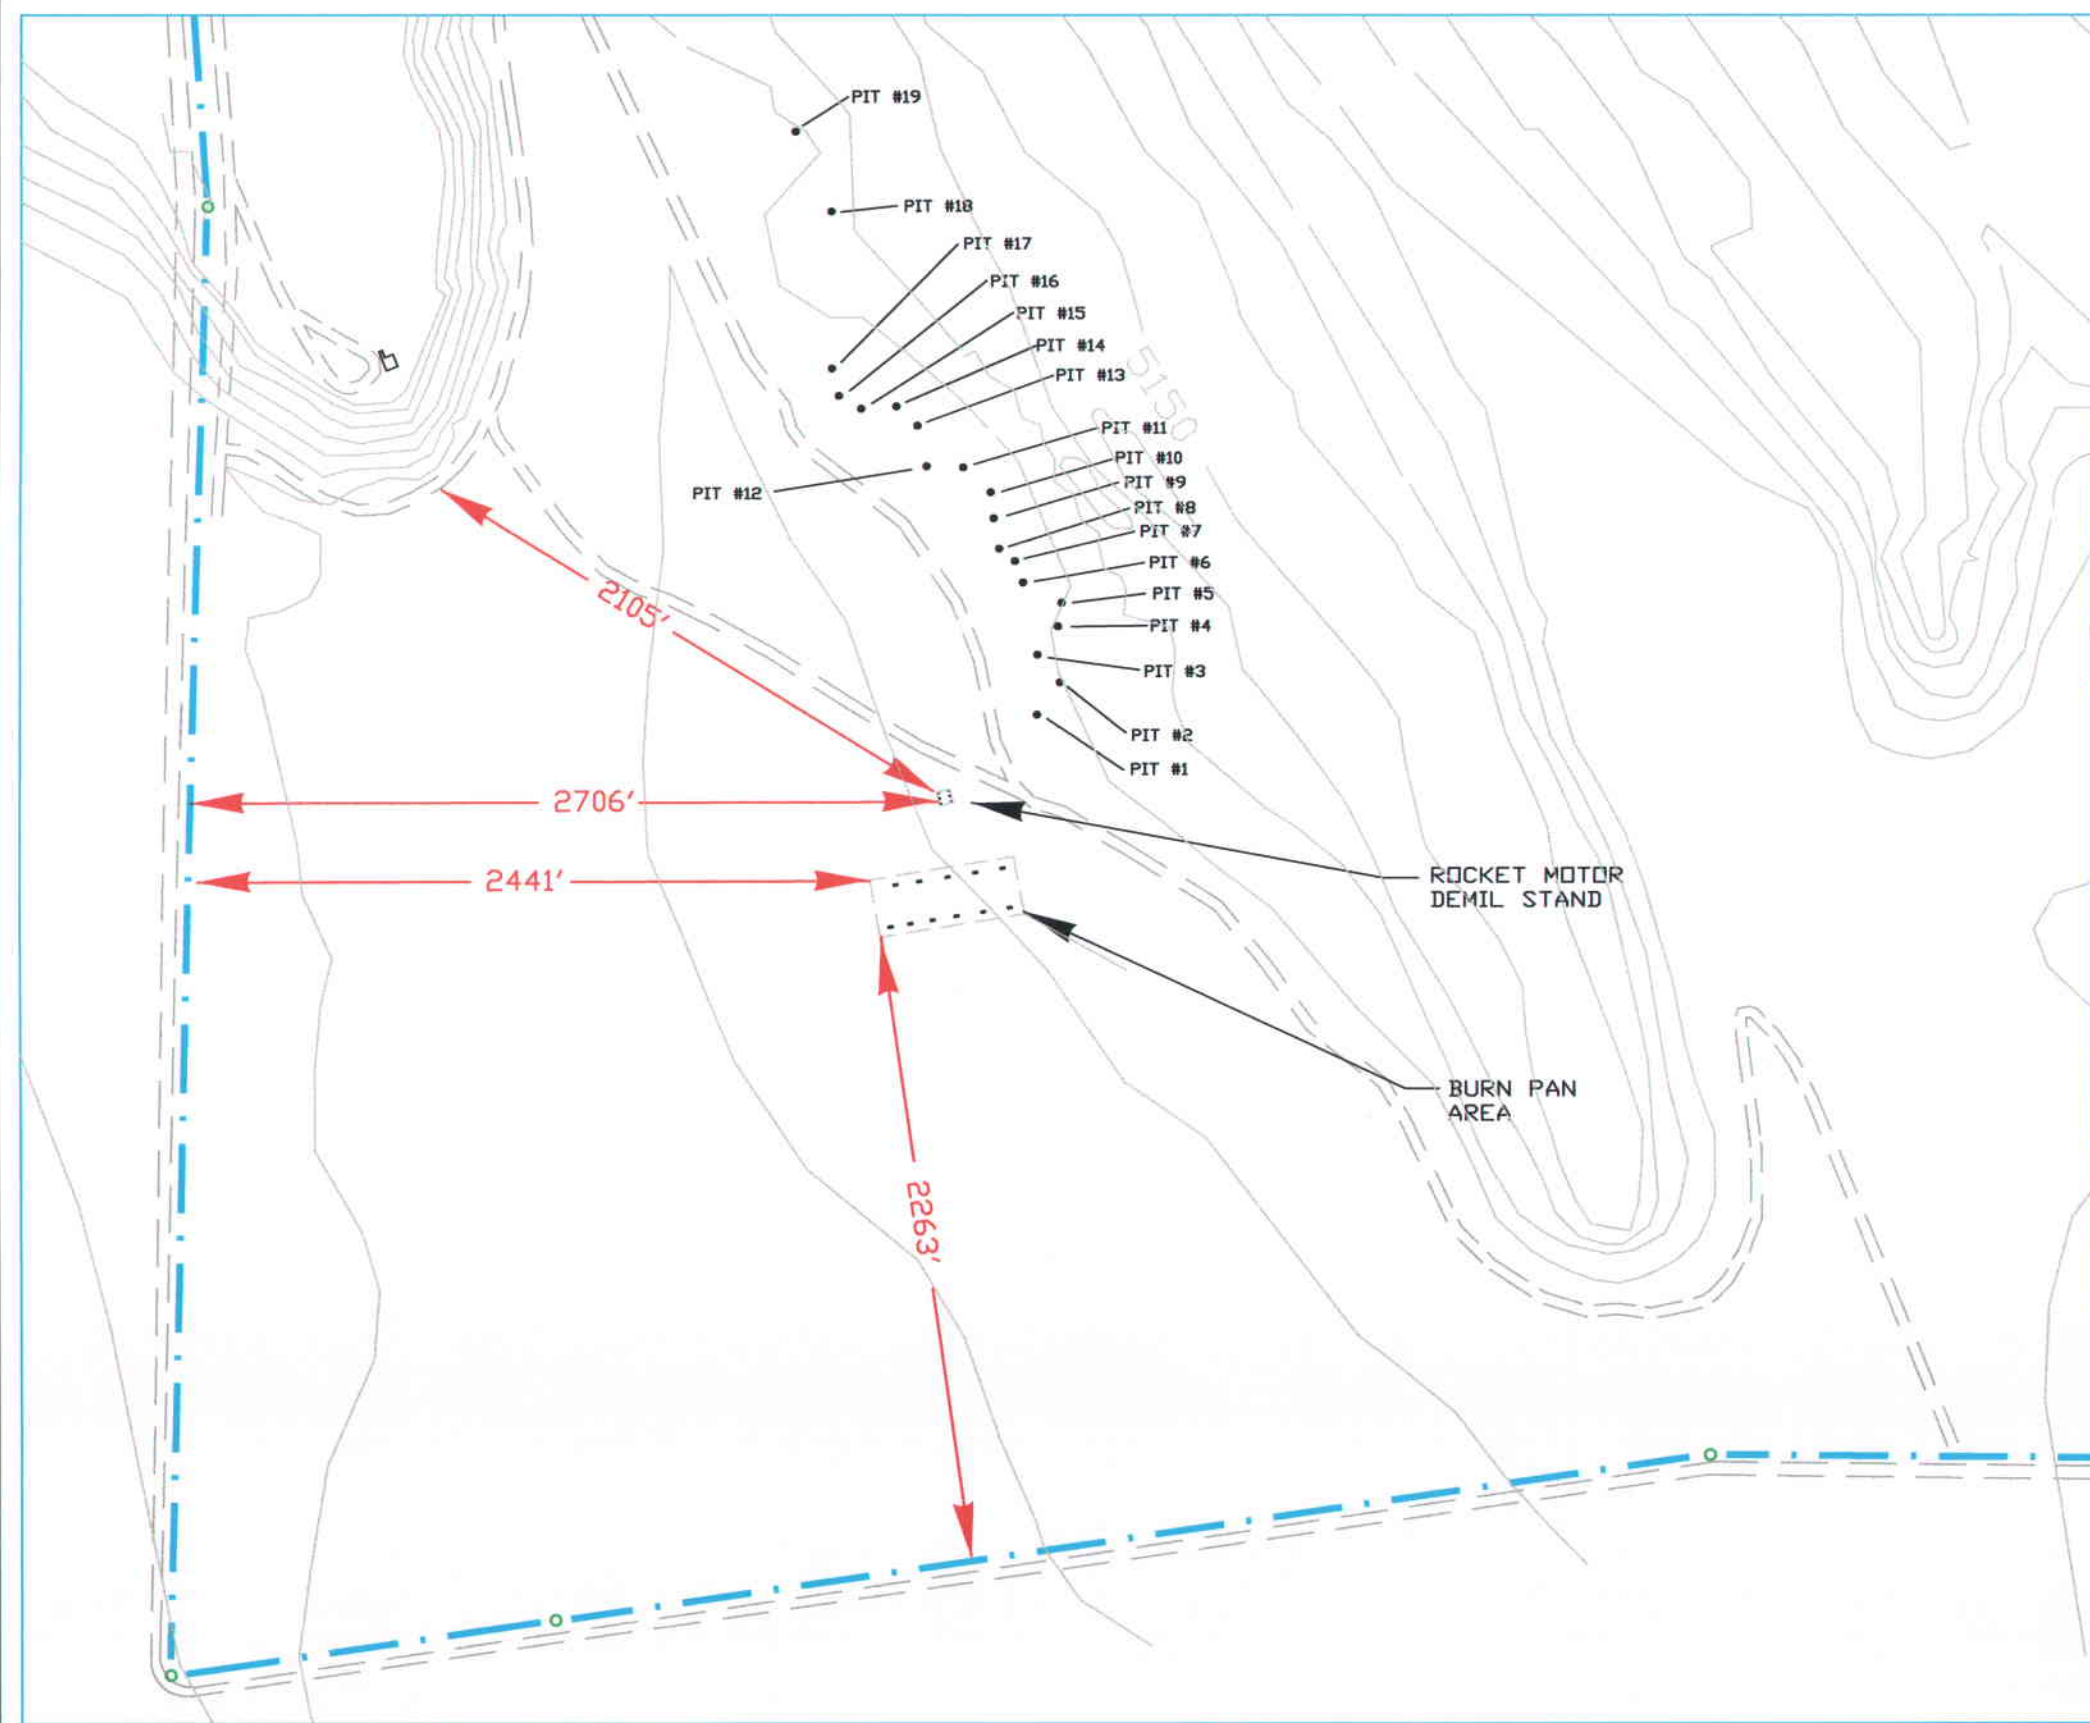 PIT #19
PIT #18
PIT #17
PIT #16
PIT #15
PIT #14
PIT #13
5150
PIT #11
PIT #10
PIT #9
PIT #12
PIT #8
PIT #7
PIT #6
PIT #5
2105'
PIT #4
PIT #3
PIT #2
PIT #1
2706'
2441'
ROCKET MOTOR
DEMIL STAND
BURN PAN
AREA
2263'